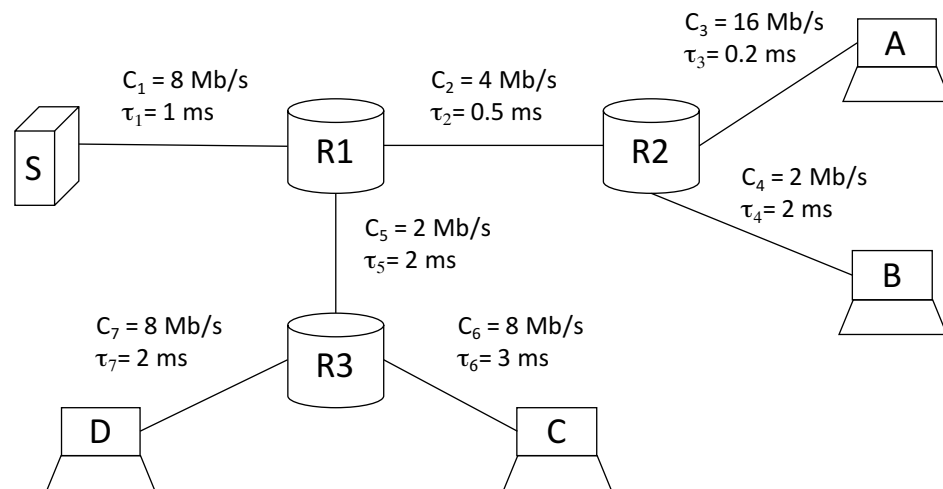 C₃ = 16 Mb/s
τ₃= 0.2 ms
A
C₁ = 8 Mb/s
τ₁= 1 ms
C₂ = 4 Mb/s
τ₂= 0.5 ms
S
R1
R2
C₄ = 2 Mb/s
τ₄= 2 ms
C₅ = 2 Mb/s
τ₅= 2 ms
B
C₇ = 8 Mb/s
τ₇= 2 ms
C₆ = 8 Mb/s
τ₆= 3 ms
R3
D
C